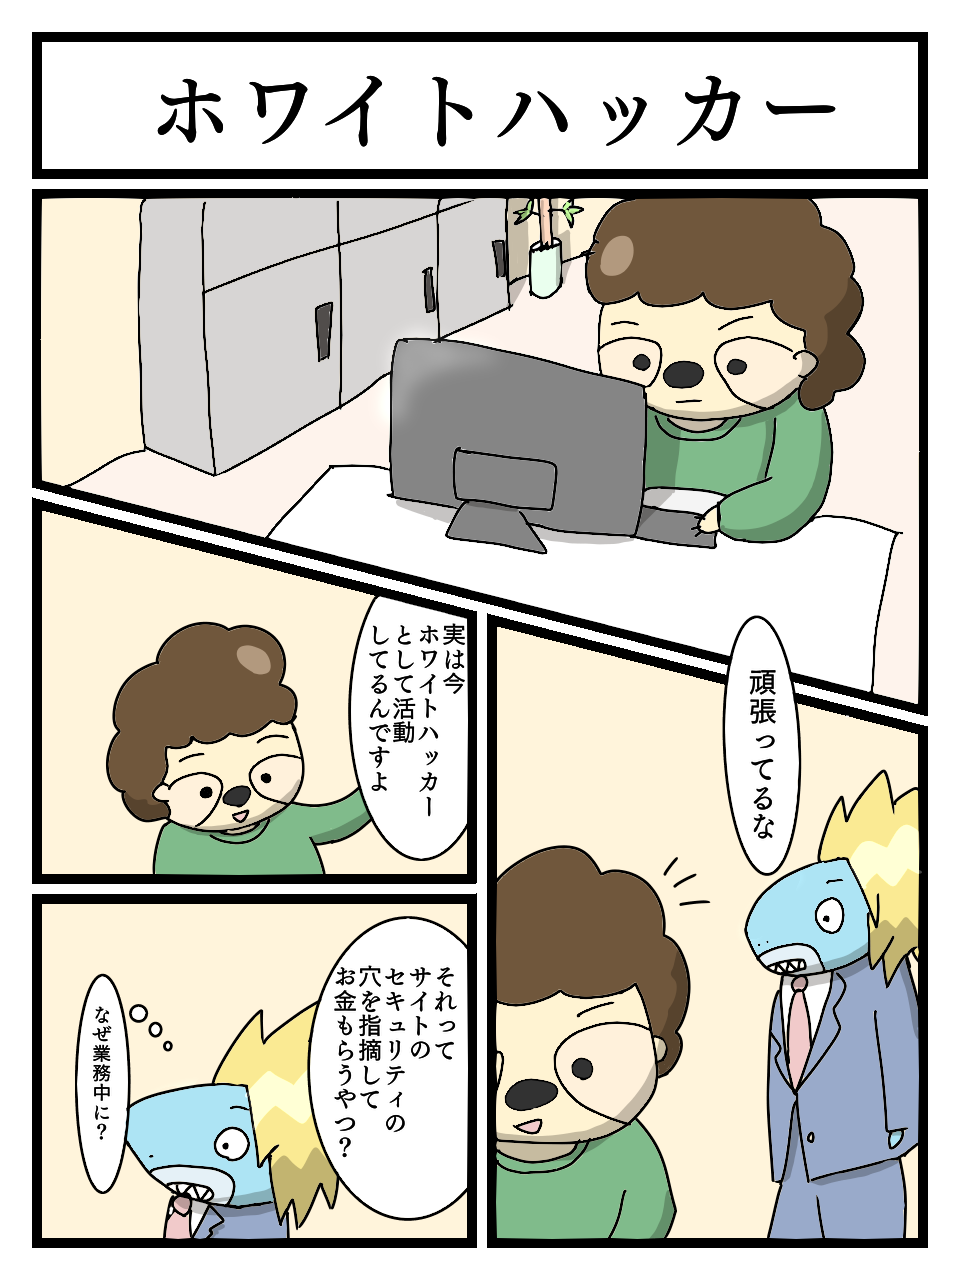 ホワイトハッカー
頑張ってるな
実は今
ホワイトハッカー
として活動
してるんですよ
それって
サイトの
セキュリティの
穴を指摘して
お金もらうやつ？
なぜ業務中に？